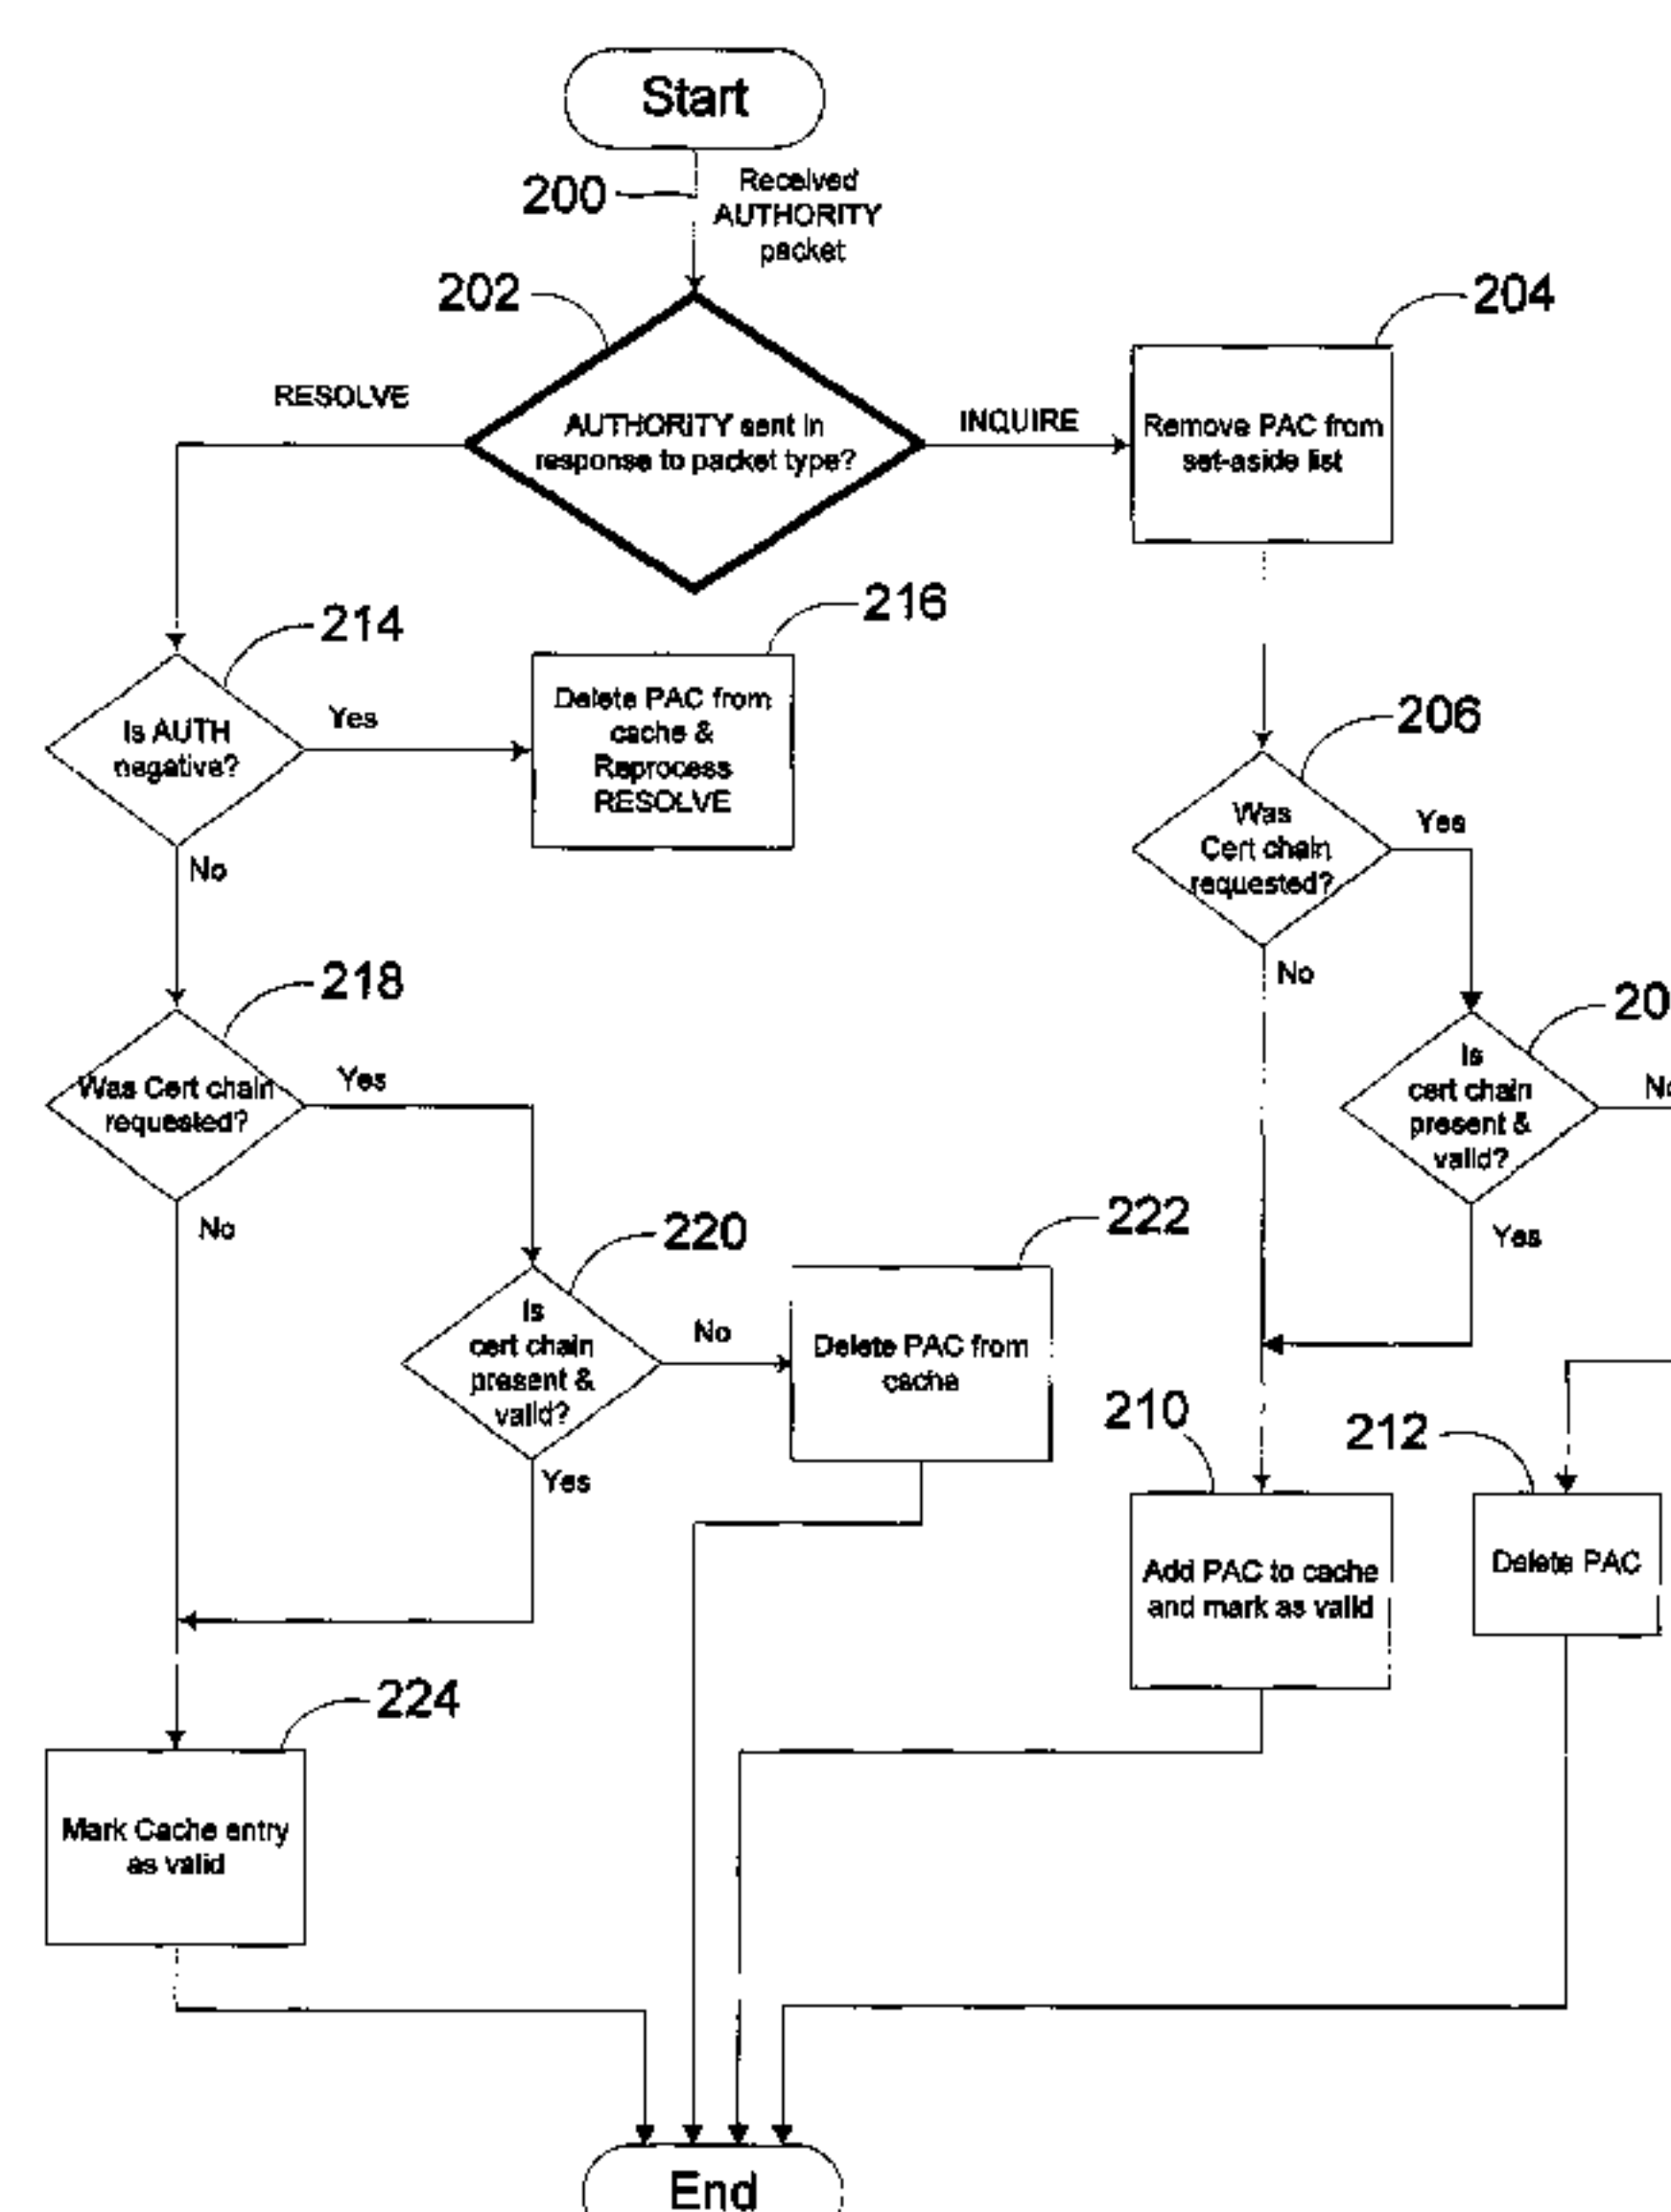 Start
200
Received
AUTHORITY
packet
202
204
RESOLVE
AUTHORITY sent in
response to packet type?
INQUIRE
Remove PAC from
set-aside list
214
216
Is AUTH
negative?
Yes
Delete PAC from
cache &
Reprocess
RESOLVE
206
Was
Cert chain
requested?
Yes
No
No
218
20
Was Cert chain
requested?
Yes
Is
cert chain
present &
valid?
No
No
Yes
220
222
Is
cert chain
present &
valid?
No
Delete PAC from
cache
Yes
210
212
Add PAC to cache
and mark as valid
Delete PAC
224
Mark Cache entry
as valid
End